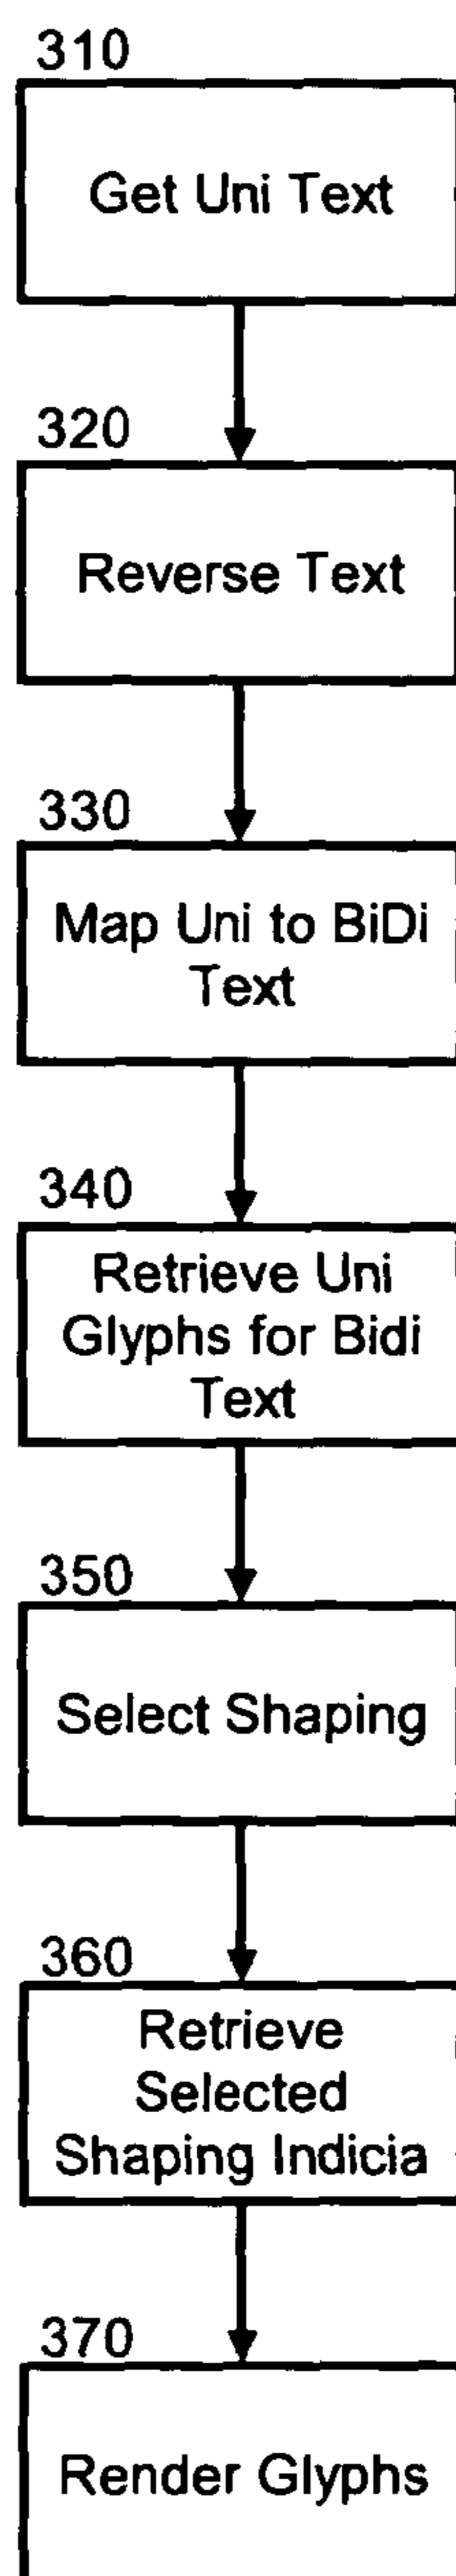 310
Get Uni Text
320
Reverse Text
330
Map Uni to BiDi
Text
340
Retrieve Uni
Glyphs for Bidi
Text
350
Select Shaping
360
Retrieve
Selected
Shaping Indicia
370
Render Glyphs